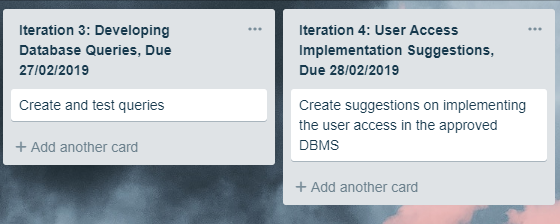 Iteration 3: Developing
Database Queries, Due
27/02/2019
Create and test queries
+ Add another card
Iteration 4: User Access
Implementation Suggestions,
Due 28/02/2019
Create suggestions on implementing
the user access in the approved
DBMS
+ Add another card